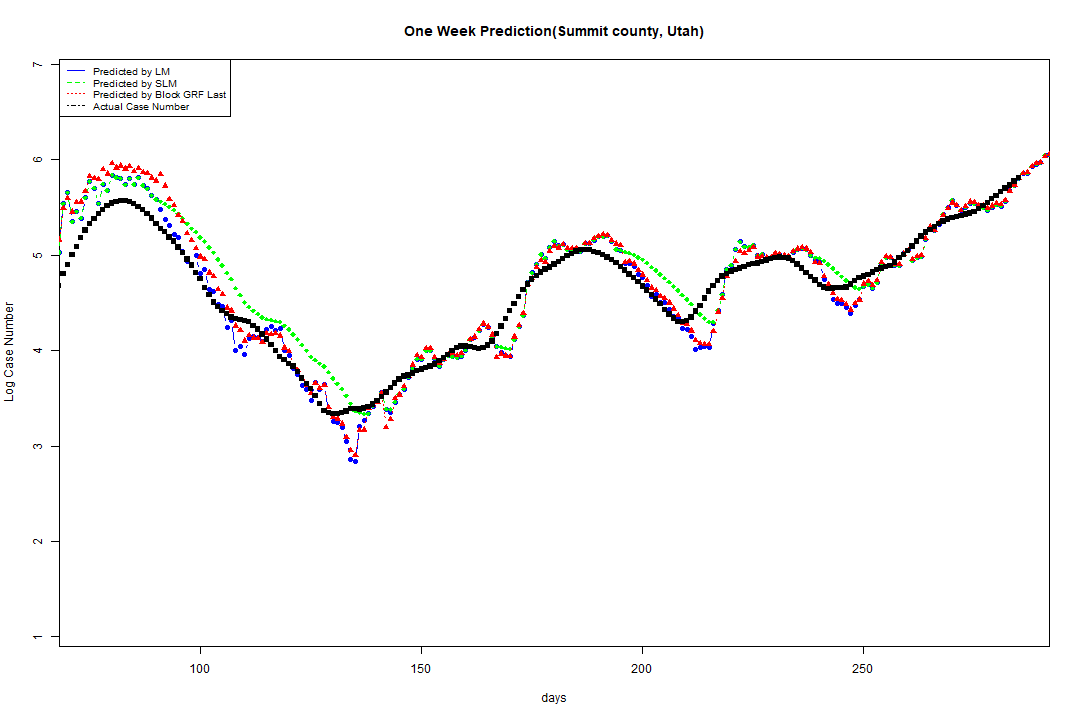 One Week Prediction(Summit county, Utah)
Predicted by LM
Predicted by SLM
Predicted by Block GRF Last
Actual Case Number
7
6
5
4
3
2
1
Log Case Number
100 150 200 250
days